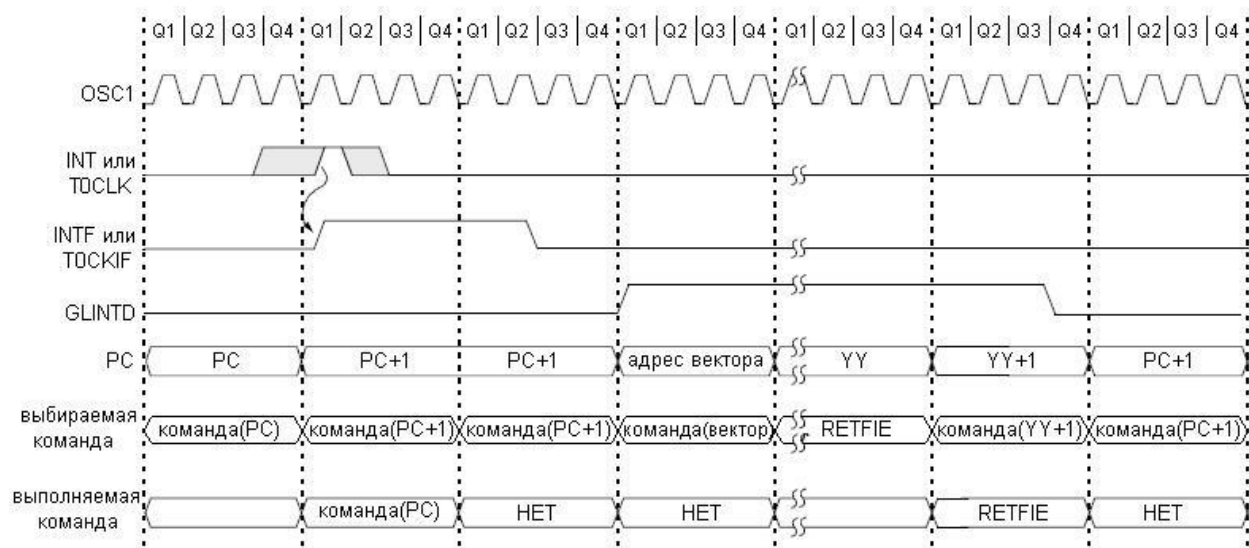 Q1 Q2 Q3 Q4 Q1 Q2 Q3 Q4 Q1 Q2 Q3 Q4 Q1 Q2 Q3 Q4 Q1 Q2 Q3 Q4 Q1 Q2 Q3 Q4 Q1 Q2 Q3 Q4
OSC1
INT или
T0CLK
INTF или
T0CKIF
GLINTD
PC PC PC+1 PC+1 адрес вектора YY YY+1 PC+1
выбираемая
команда
команда(PC) команда(PC+1) команда(PC+1) команда(вектор) RETFIE команда(YY+1) команда(PC+1)
выполняемая
команда
команда(PC) НЕТ НЕТ RETFIE НЕТ